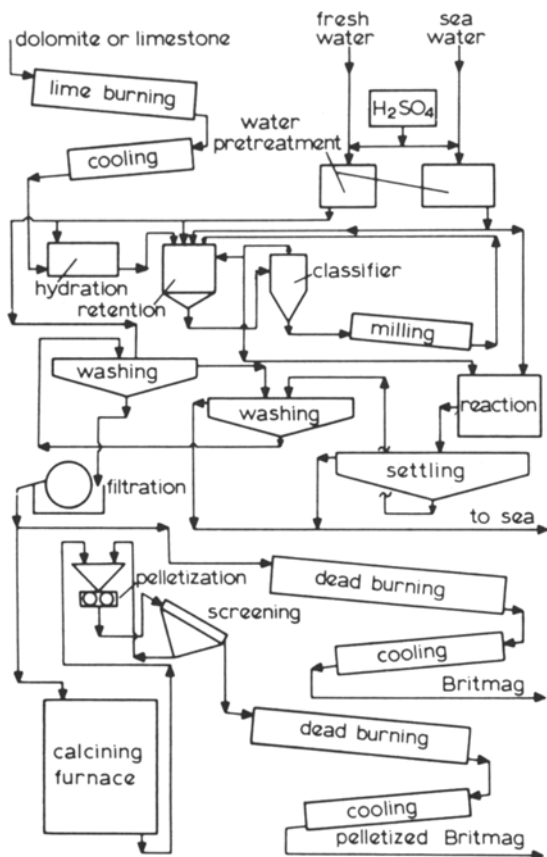 dolomite or limestone
fresh
water
sea
water
lime burning
H₂SO₄
water
pretreatment
cooling
hydration
retention
classifier
milling
washing
washing
reaction
settling
filtration
to sea
pelletization
dead burning
screening
cooling
Britmag
calcining
furnace
dead burning
cooling
pelletized Britmag